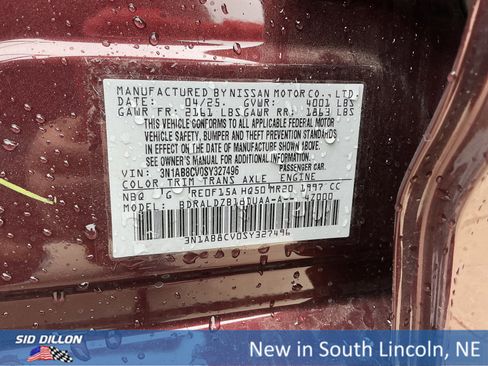 MANUFACTURED BY NISSAN MOTOR CO., LTD.
DATE: 04/25. GVWR: 4001 LBS
GAWR FR: 2161 LBS GAWR RR: 1863 LBS
THIS VEHICLE CONFORMS TO ALL APPLICABLE FEDERAL MOTOR
VEHICLE SAFETY, BUMPER AND THEFT PREVENTION STANDARDS
IN EFFECT ON THE DATE OF MANUFACTURE SHOWN ABOVE.
SEE OWNER'S MANUAL FOR ADDITIONAL INFORMATION
VIN: 3N1AB8CV0SY327496 PASSENGER CAR
COLOR TRIM TRANS AXLE ENGINE
NBQ G RE0F15A HQ50 MR20 1997 CC
BDRALDZB18DUAA-A-- 47000
3N1AB8CV0SY327496
SID DILLON
New in South Lincoln, NE